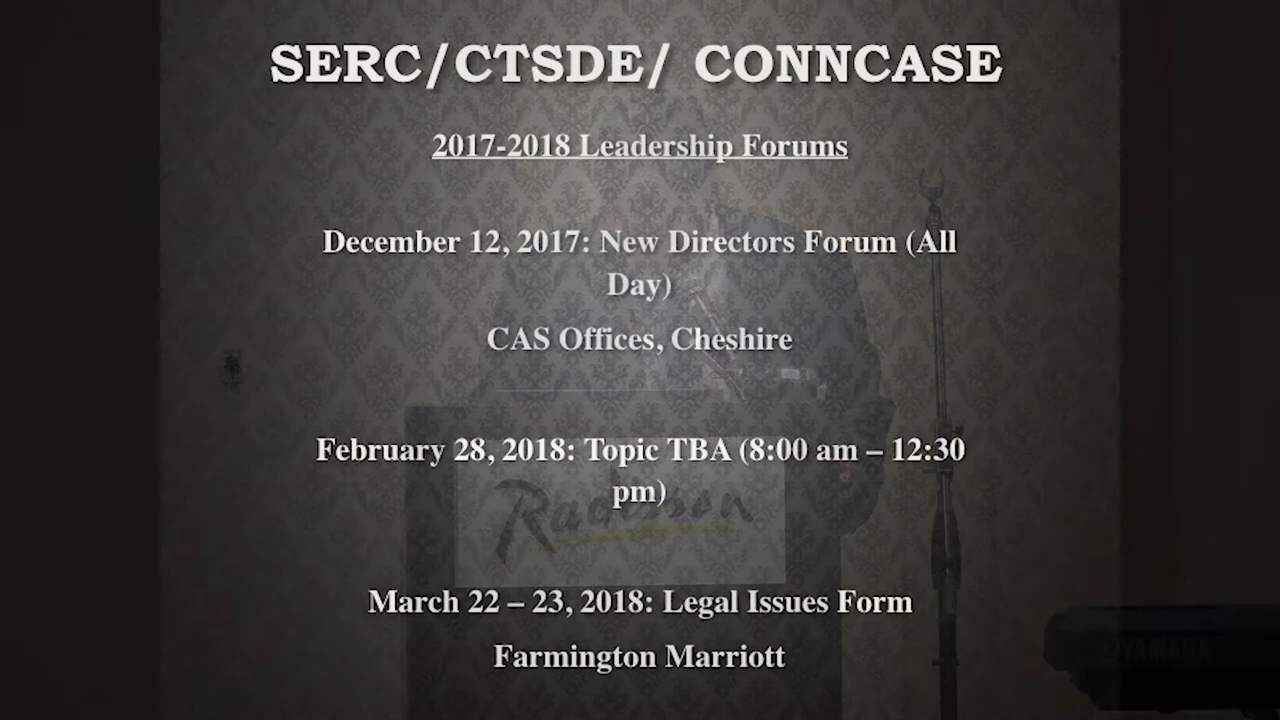 SERC/CTSDE/ CONNCASE
2017-2018 Leadership Forums
December 12, 2017: New Directors Forum (All
Day)
CAS Offices, Cheshire
February 28, 2018: Topic TBA (8:00 am – 12:30
pm)
Radisson
March 22 – 23, 2018: Legal Issues Form
Farmington Marriott
YAMAHA